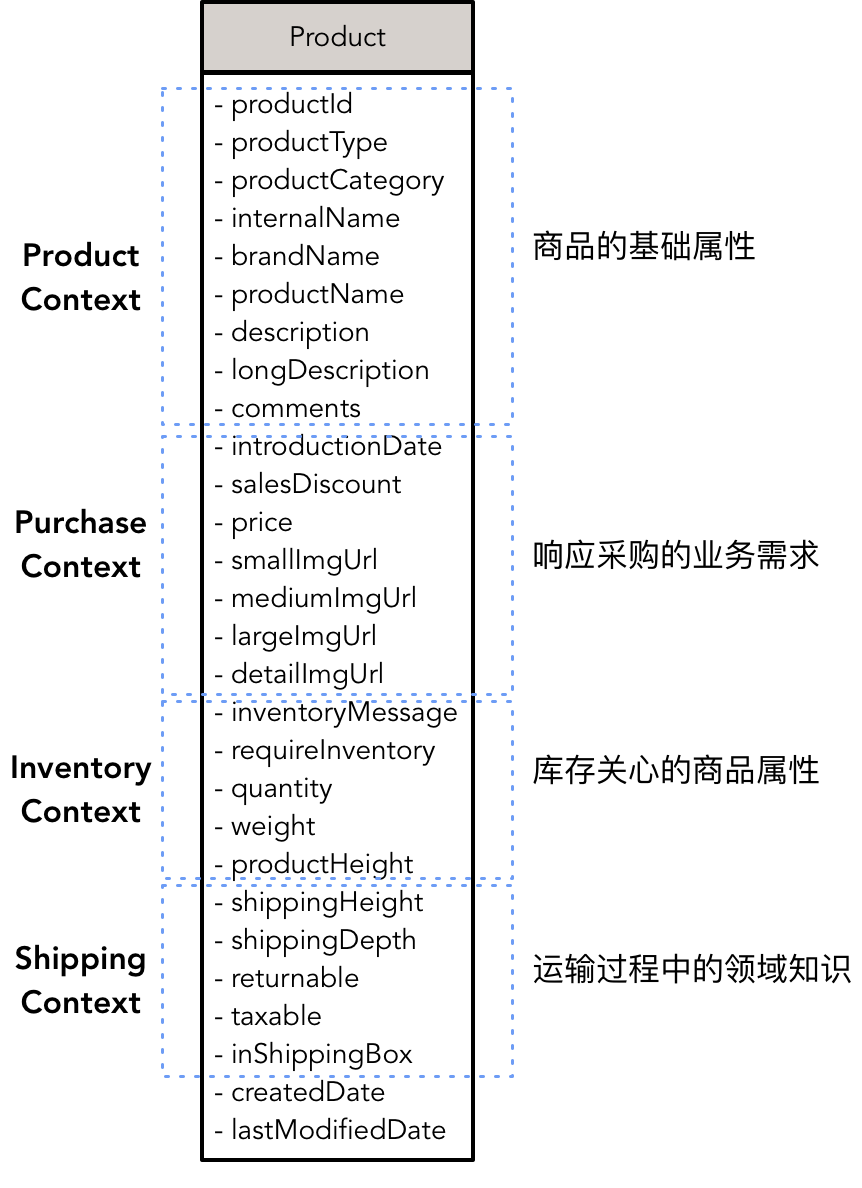 Product
- productId
- productType
- productCategory
- internalName
- brandName
- productName
- description
- longDescription
- comments
Product
Context
商品的基础属性
- introductionDate
- salesDiscount
- price
- smallImgUrl
- mediumImgUrl
- largeImgUrl
- detailImgUrl
Purchase
Context
响应采购的业务需求
- inventoryMessage
- requireInventory
- quantity
- weight
- productHeight
Inventory
Context
库存关心的商品属性
- shippingHeight
- shippingDepth
- returnable
- taxable
- inShippingBox
Shipping
Context
运输过程中的领域知识
- createdDate
- lastModifiedDate